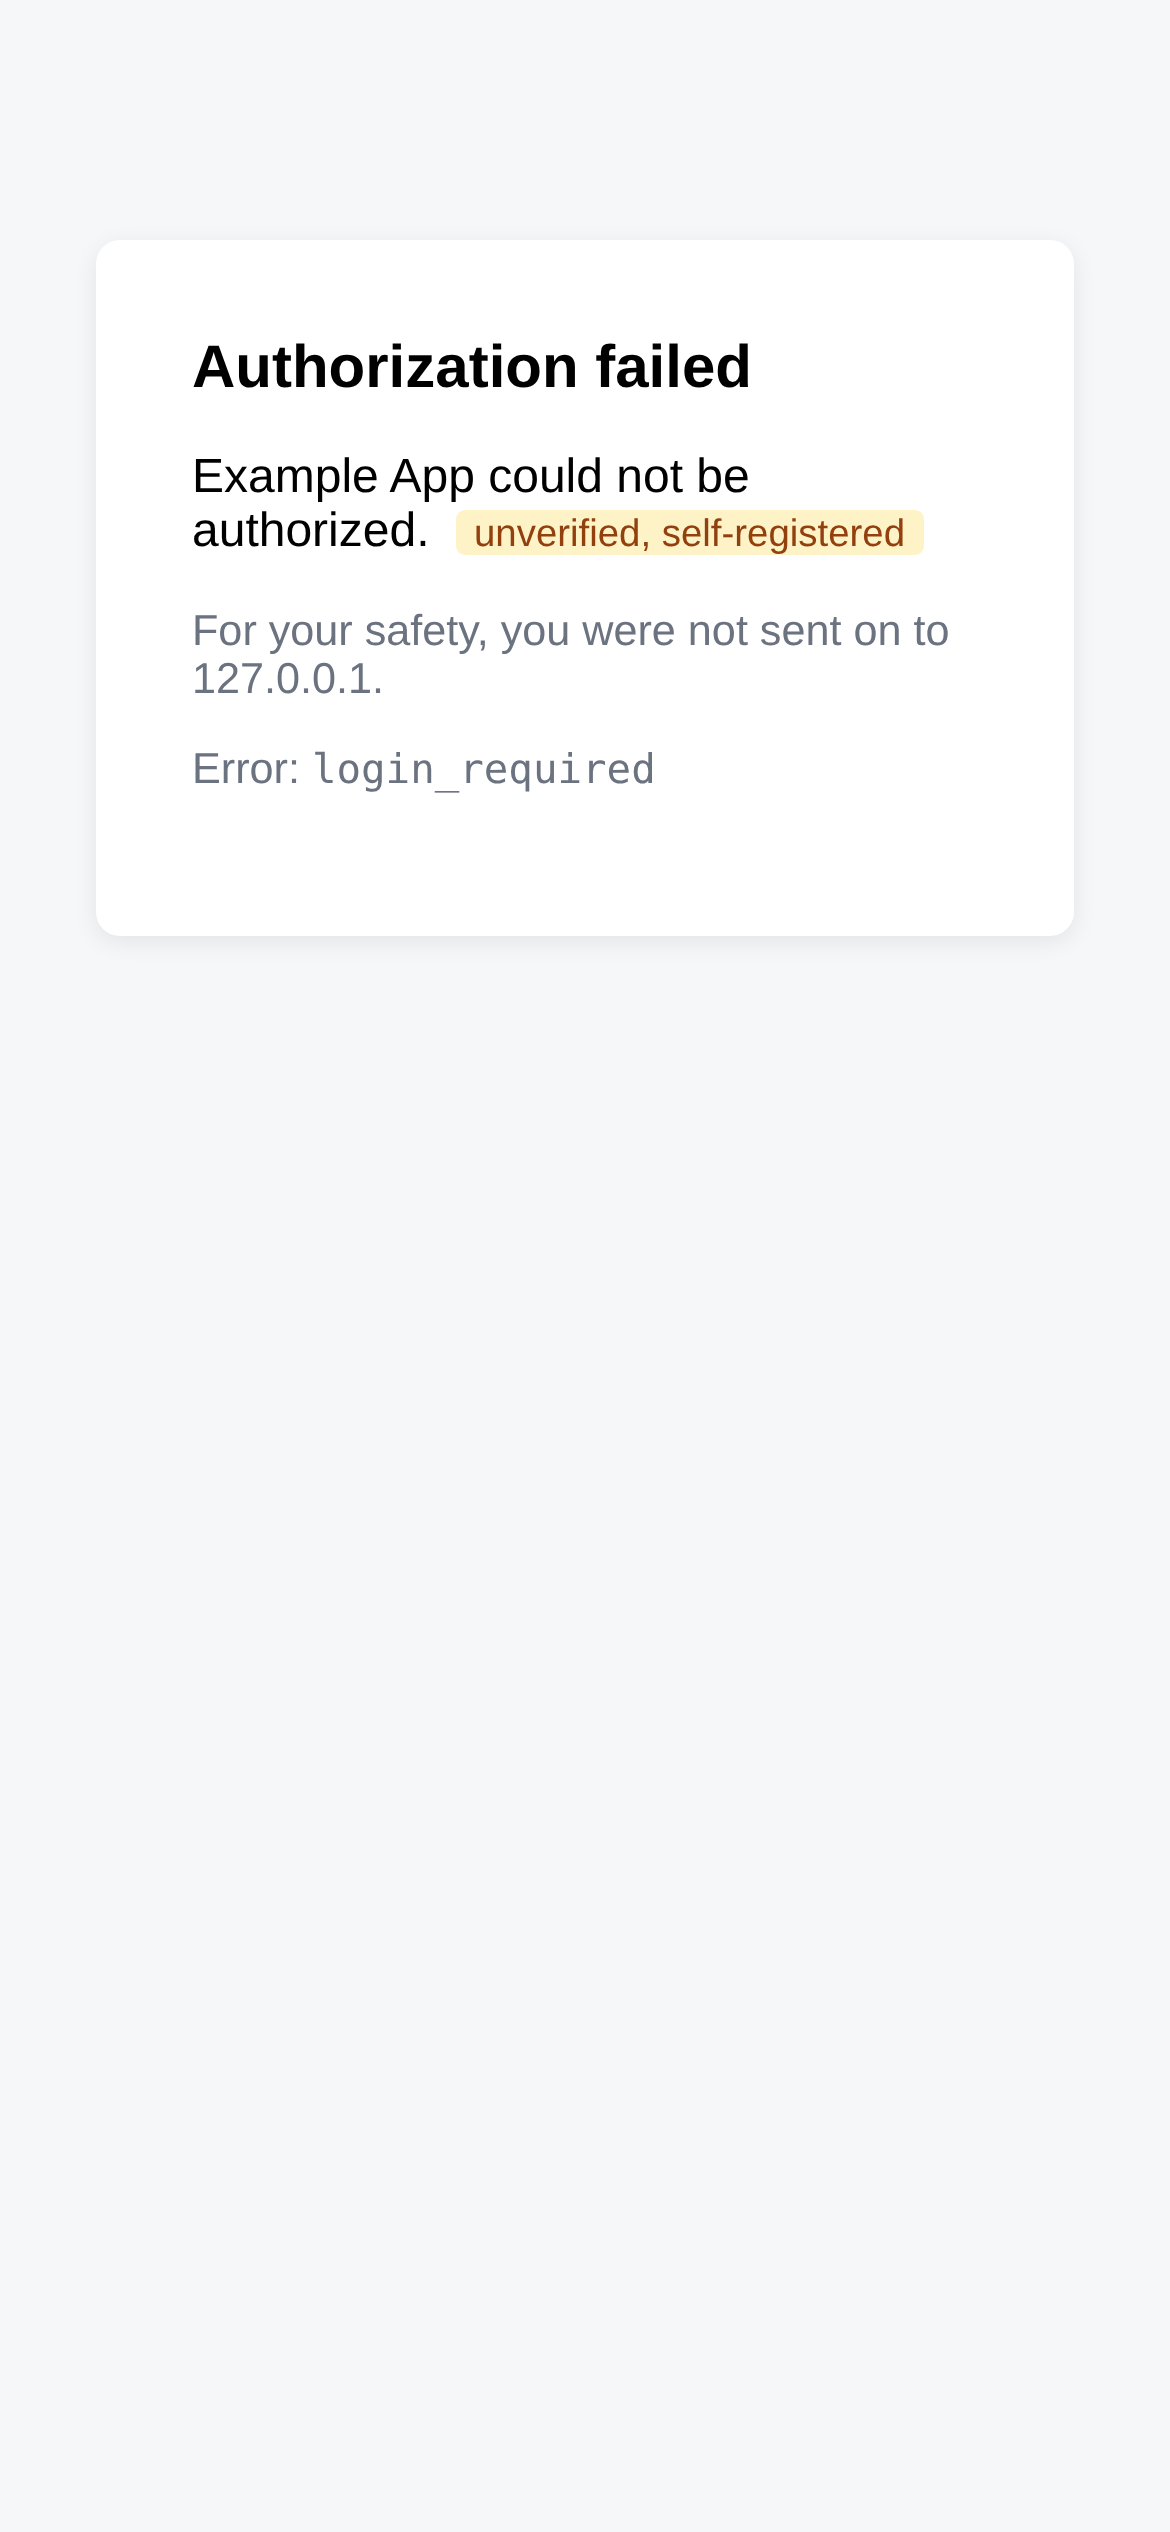 Authorization failed
Example App could not be
authorized. unverified, self-registered
For your safety, you were not sent on to
127.0.0.1.
Error: login_required